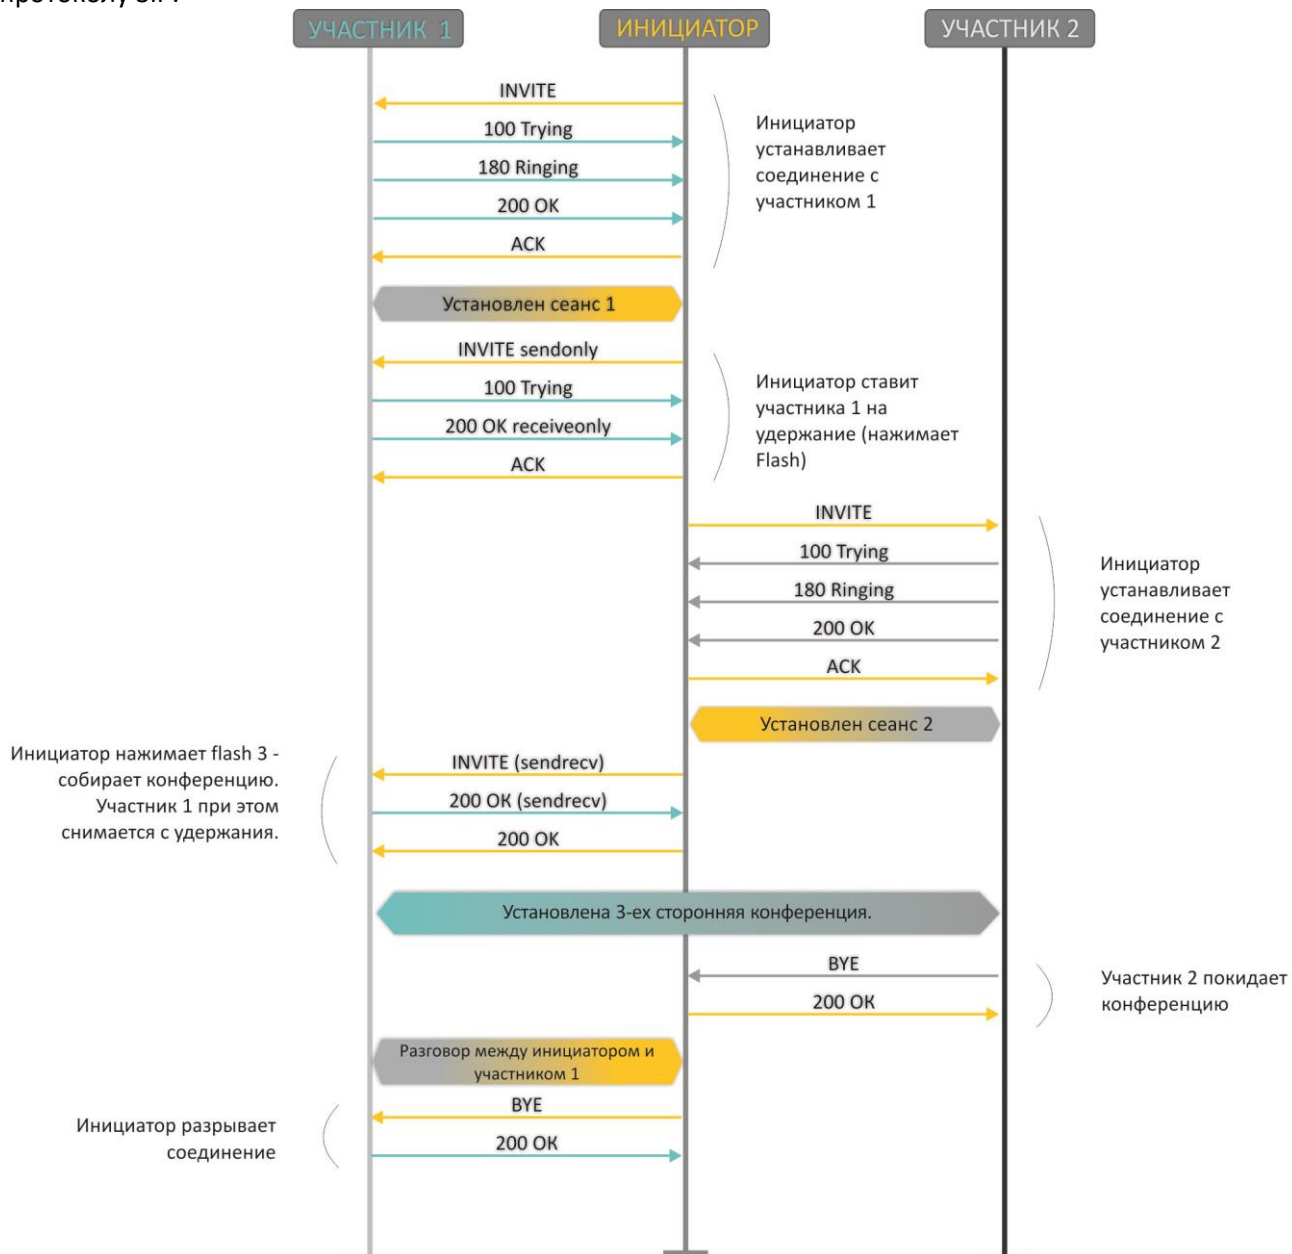 УЧАСТНИК 1
ИНИЦИАТОР
УЧАСТНИК 2
INVITE
100 Trying
180 Ringing
200 OK
ACK
Инициатор
устанавливает
соединение с
участником 1
Установлен сеанс 1
INVITE sendonly
100 Trying
200 OK receiveonly
ACK
Инициатор ставит
участника 1 на
удержание (нажимает
Flash)
INVITE
100 Trying
180 Ringing
200 OK
ACK
Инициатор
устанавливает
соединение с
участником 2
Установлен сеанс 2
Инициатор нажимает flash 3 -
собирает конференцию.
Участник 1 при этом
снимается с удержания.
INVITE (sendrecv)
200 OK (sendrecv)
200 OK
Установлена 3-ех сторонняя конференция.
BYE
200 OK
Участник 2 покидает
конференцию
Разговор между инициатором и
участником 1
BYE
200 OK
Инициатор разрывает
соединение